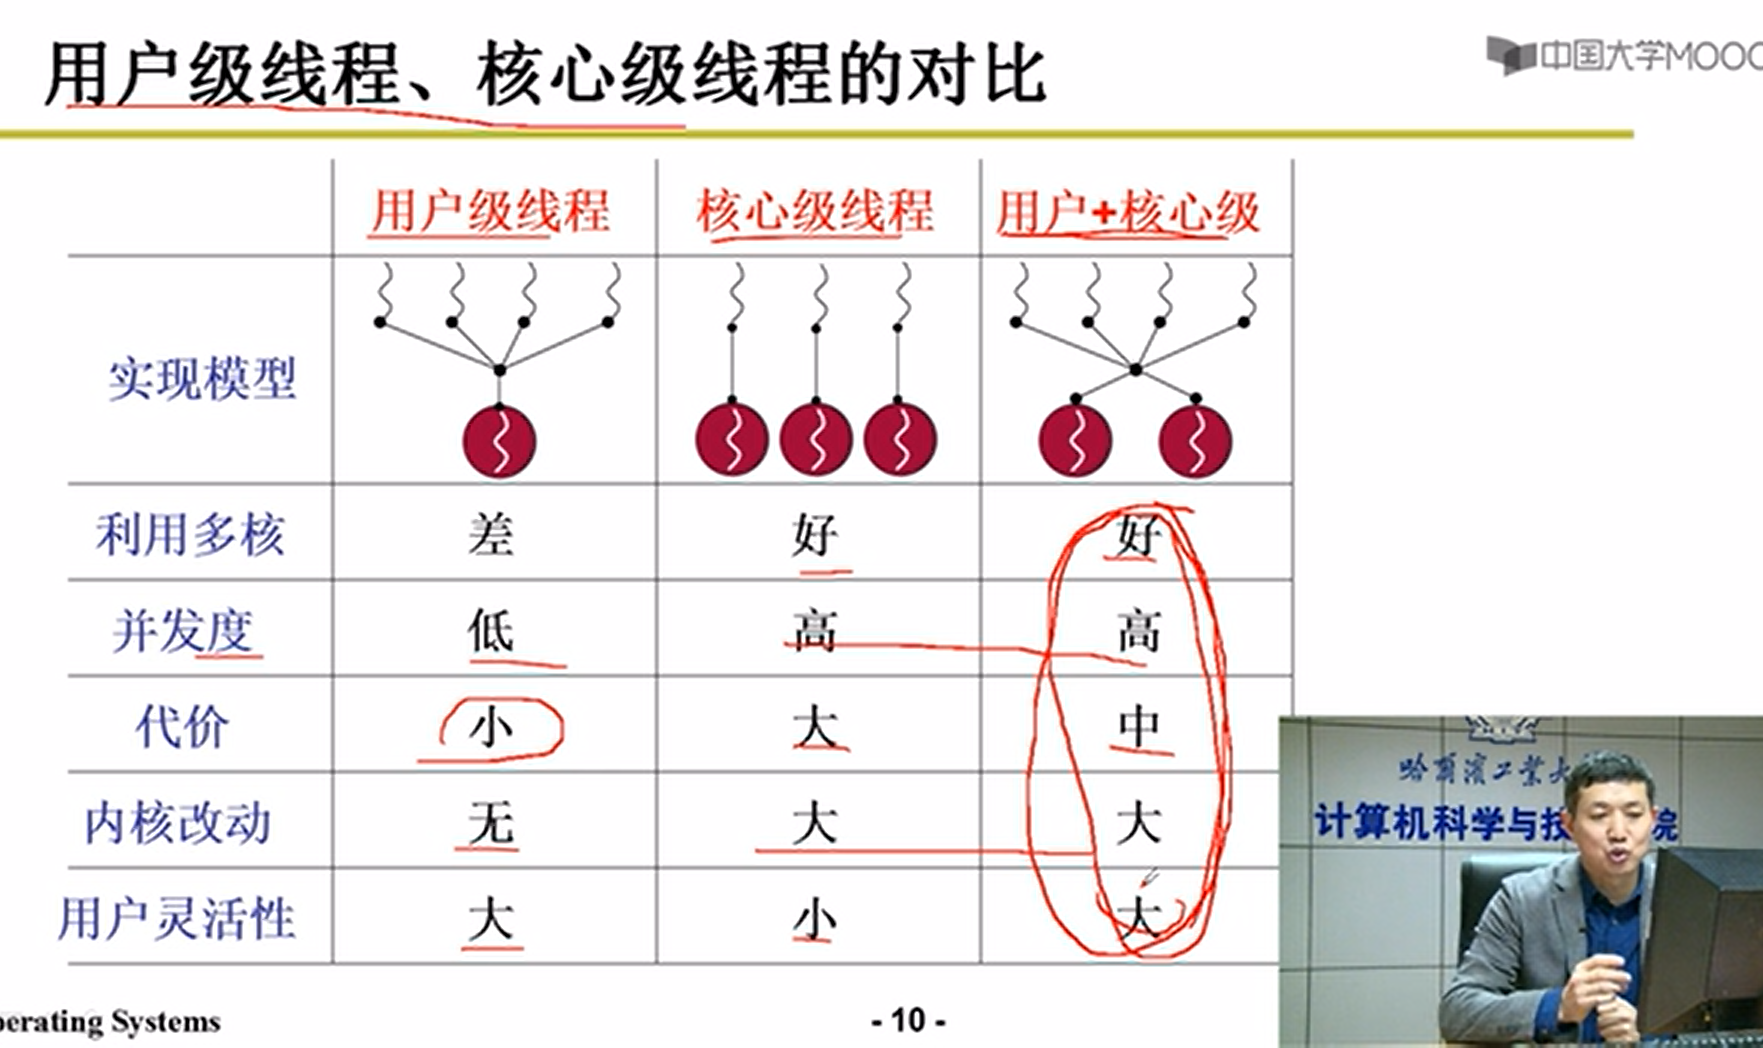 用户级线程、核心级线程的对比
中国大学MOOC
用户级线程 核心级线程 用户+核心级
实现模型
利用多核 差 好 好
并发度 低 高 高
代价 小 大 中
内核改动 无 大 大
用户灵活性 大 小 大
哈尔滨工业大
计算机科学与技 院
perating Systems
- 10 -